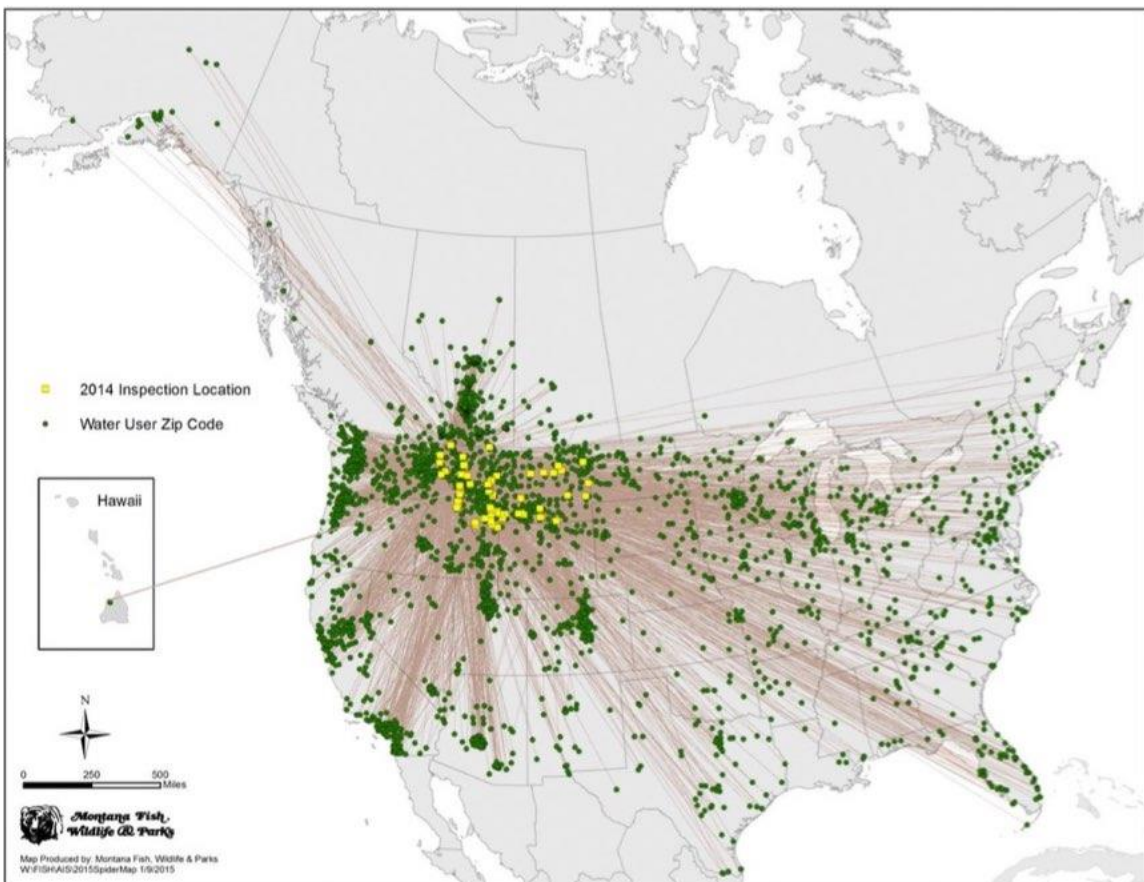 2014 Inspection Location
Water User Zip Code
Hawaii
N
0 250 500
Miles
Montana Fish,
Wildlife & Parks
Map Produced by: Montana Fish, Wildlife & Parks
W:\FISH\AIS\2015SpiderMap 1/9/2015